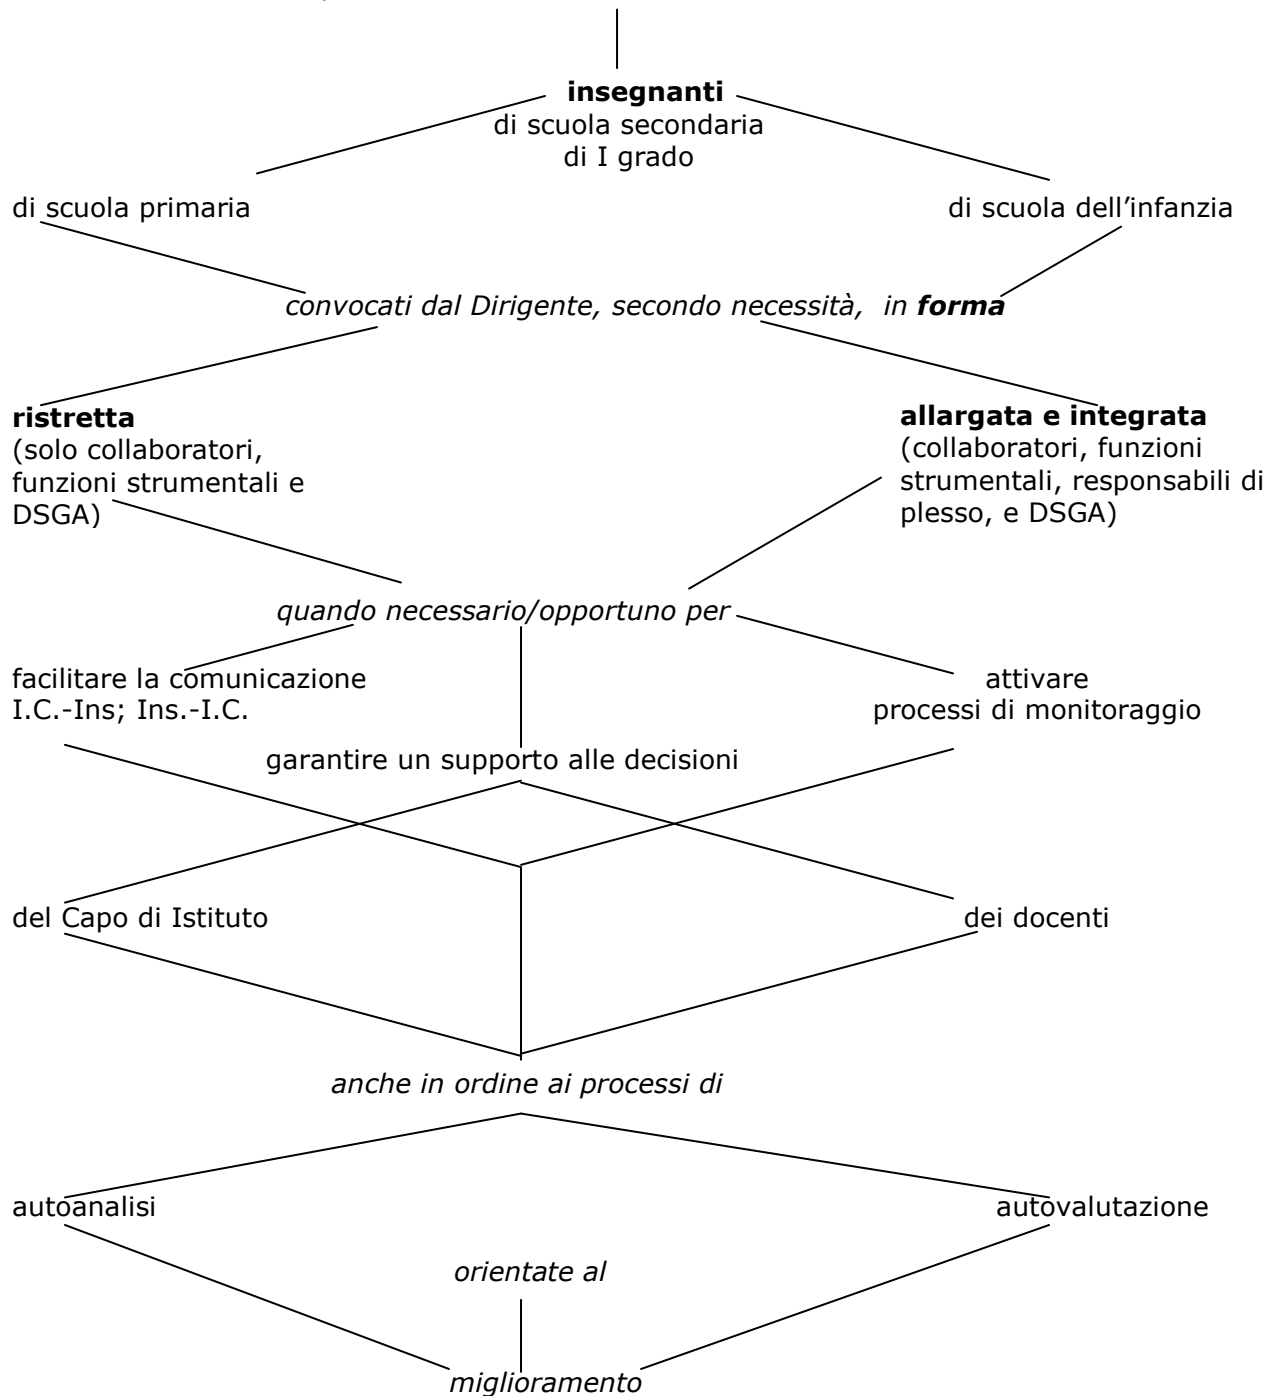 insegnanti
di scuola secondaria
di I grado
di scuola primaria
di scuola dell’infanzia
convocati dal Dirigente, secondo necessità,  in forma
ristretta
(solo collaboratori,
funzioni strumentali e
DSGA)
allargata e integrata
(collaboratori, funzioni
strumentali, responsabili di
plesso, e DSGA)
quando necessario/opportuno per
facilitare la comunicazione
I.C.-Ins; Ins.-I.C.
attivare
processi di monitoraggio
garantire un supporto alle decisioni
del Capo di Istituto
dei docenti
anche in ordine ai processi di
autoanalisi
autovalutazione
orientate al
miglioramento